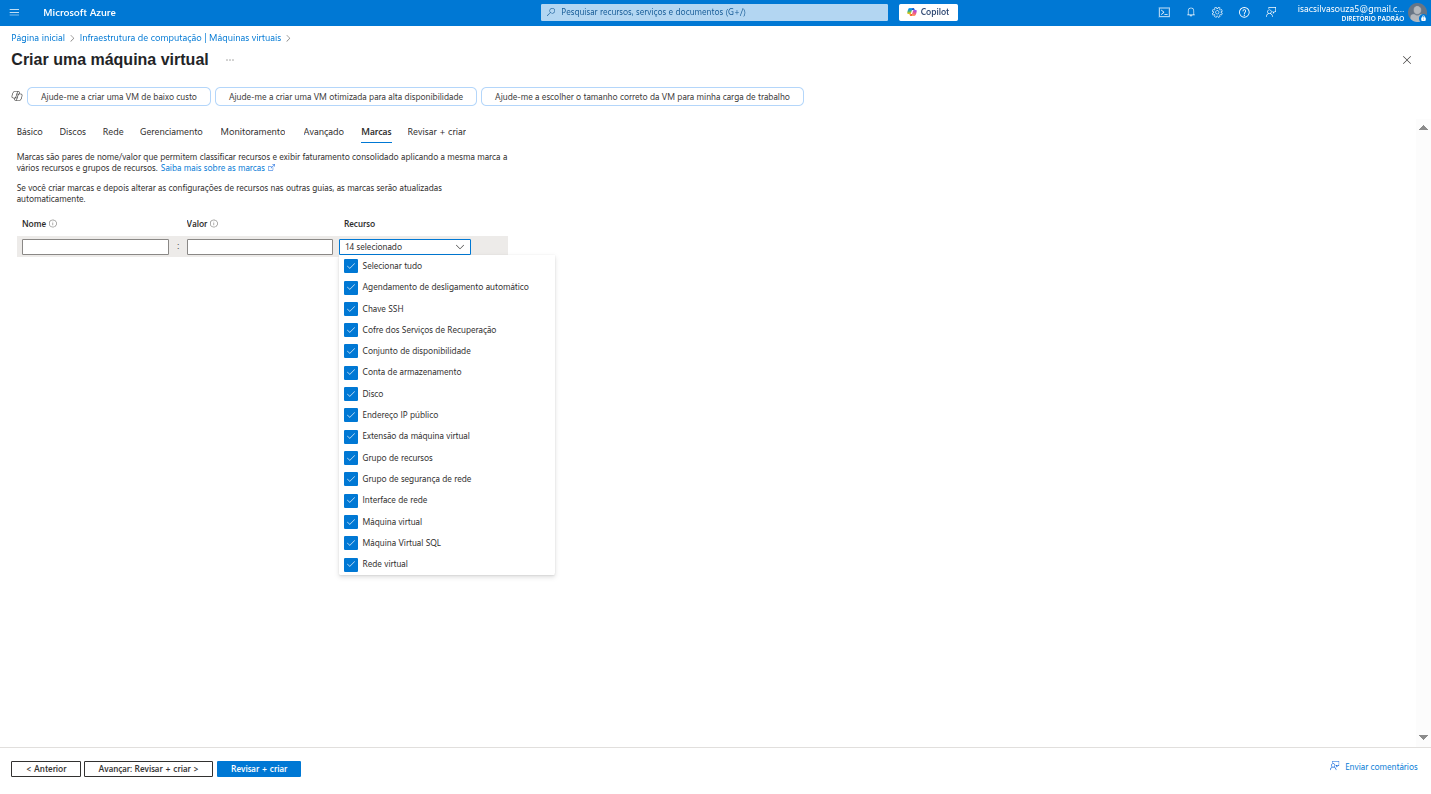 Microsoft Azure
Pesquisar recursos, serviços e documentos (G+/)
Copilot
isacsilvasouza5@gmail.c...
DIRETÓRIO PADRÃO
Página inicial > Infraestrutura de computação | Máquinas virtuais >
Criar uma máquina virtual ...
Ajude-me a criar uma VM de baixo custo
Ajude-me a criar uma VM otimizada para alta disponibilidade
Ajude-me a escolher o tamanho correto da VM para minha carga de trabalho
Básico Discos Rede Gerenciamento Monitoramento Avançado Marcas Revisar + criar
Marcas são pares de nome/valor que permitem classificar recursos e exibir faturamento consolidado aplicando a mesma marca a
vários recursos e grupos de recursos. Saiba mais sobre as marcas
Se você criar marcas e depois alterar as configurações de recursos nas outras guias, as marcas serão atualizadas
automaticamente.
Nome Valor Recurso
: 14 selecionado
Selecionar tudo
Agendamento de desligamento automático
Chave SSH
Cofre dos Serviços de Recuperação
Conjunto de disponibilidade
Conta de armazenamento
Disco
Endereço IP público
Extensão da máquina virtual
Grupo de recursos
Grupo de segurança de rede
Interface de rede
Máquina virtual
Máquina Virtual SQL
Rede virtual
< Anterior
Avançar: Revisar + criar >
Revisar + criar
Enviar comentários